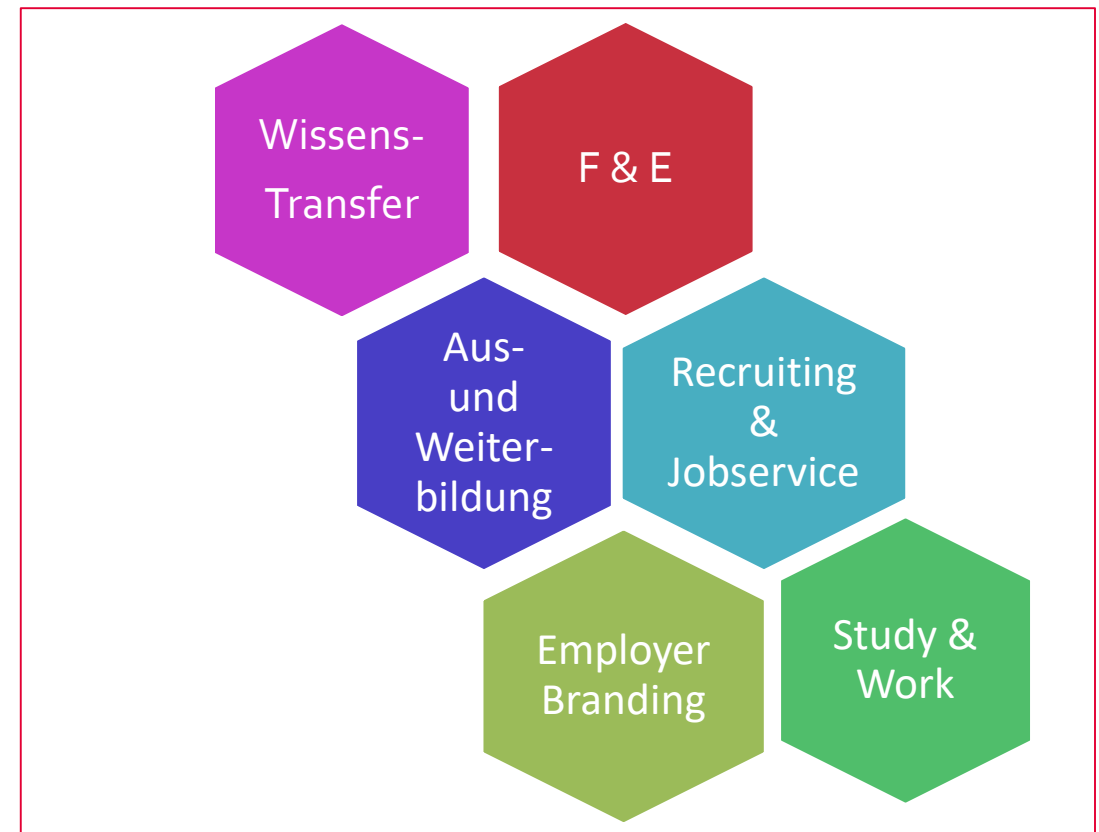 Wissens-
Transfer
F & E
Aus-
und
Weiter-
bildung
Recruiting
&
Jobservice
Employer
Branding
Study &
Work